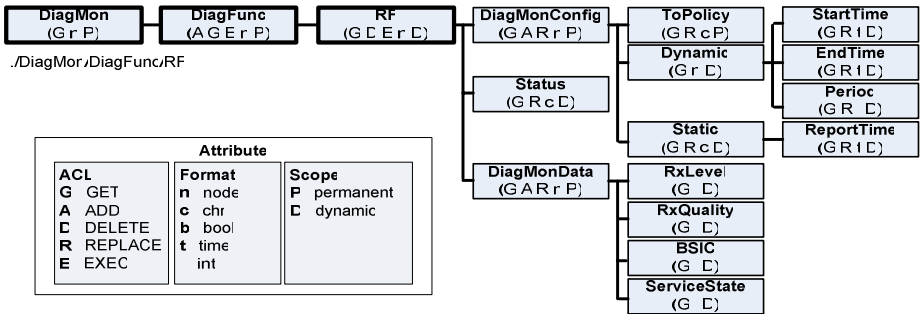 DiagMon
(G r P)
DiagFunc
(A G E r P)
RF
(G D E r D)
DiagMonConfig
(G A R r P)
ToPolicy
(G R c P)
StartTime
(G R t D)
./DiagMon/DiagFunc/RF
Dynamic
(G r D)
EndTime
(G R t D)
Status
(G R c D)
Period
(G R D)
Static
(G R c D)
ReportTime
(G R t D)
DiagMonData
(G A R r P)
RxLevel
(G D)
RxQuality
(G D)
BSIC
(G D)
ServiceState
(G D)
Attribute
ACL
G GET
A ADD
D DELETE
R REPLACE
E EXEC
Format
n node
c chr
b bool
t time
int
Scope
P permanent
D dynamic